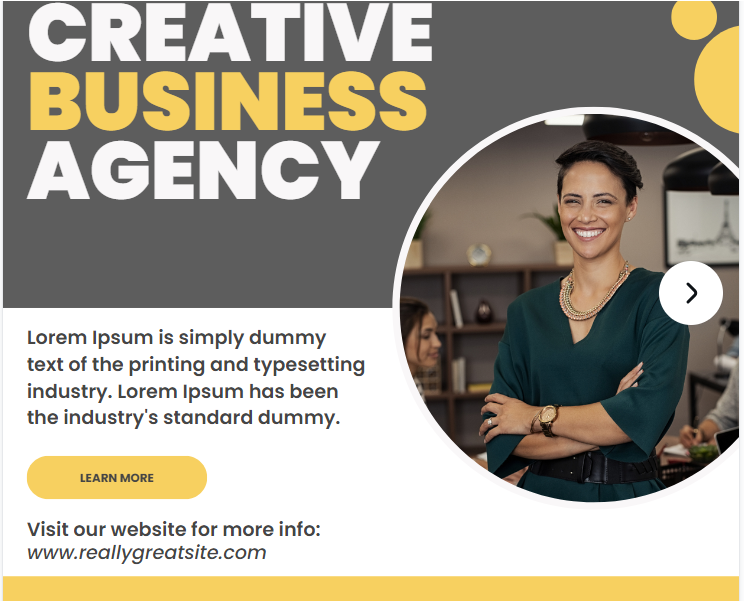 CREATIVE
BUSINESS
AGENCY
Lorem Ipsum is simply dummy
text of the printing and typesetting
industry. Lorem Ipsum has been
the industry's standard dummy.
LEARN MORE
Visit our website for more info:
www.reallygreatsite.com